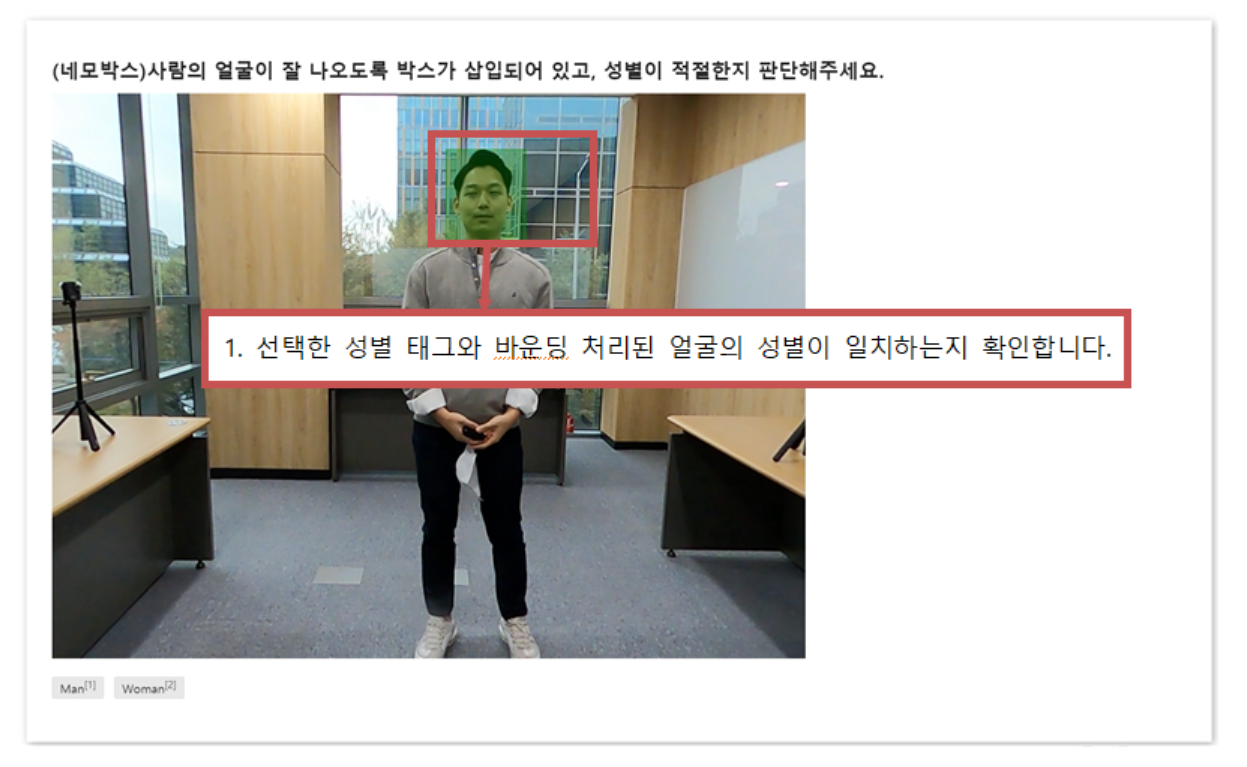 (네모박스)사람의 얼굴이 잘 나오도록 박스가 삽입되어 있고, 성별이 적절한지 판단해주세요.
1. 선택한 성별 태그와 바운딩 처리된 얼굴의 성별이 일치하는지 확인합니다.
Man[1] Woman[2]